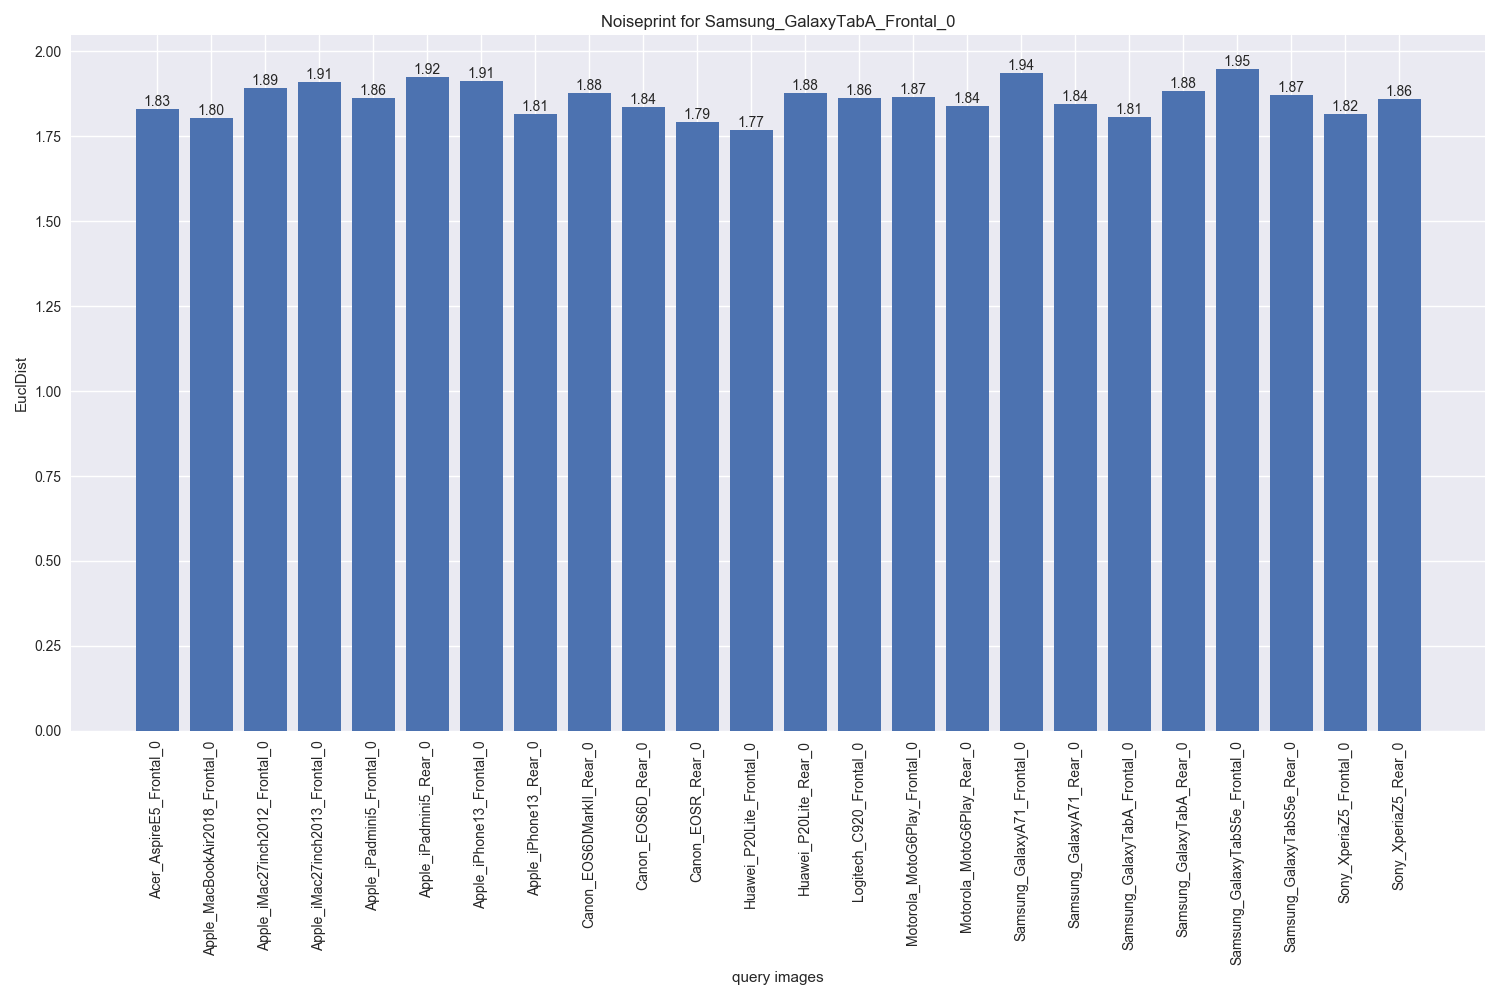 Noiseprint for Samsung_GalaxyTabA_Frontal_0
EuclDist
2.00
1.75
1.50
1.25
1.00
0.75
0.50
0.25
0.00
1.83
1.80
1.89
1.91
1.86
1.92
1.91
1.81
1.88
1.84
1.79
1.77
1.88
1.86
1.87
1.84
1.94
1.84
1.81
1.88
1.95
1.87
1.82
1.86
Acer_AspireE5_Frontal_0
Apple_MacBookAir2018_Frontal_0
Apple_iMac27inch2012_Frontal_0
Apple_iMac27inch2013_Frontal_0
Apple_iPadmini5_Frontal_0
Apple_iPadmini5_Rear_0
Apple_iPhone13_Frontal_0
Apple_iPhone13_Rear_0
Canon_EOS6DMarkII_Rear_0
Canon_EOS6D_Rear_0
Canon_EOSR_Rear_0
Huawei_P20Lite_Frontal_0
Huawei_P20Lite_Rear_0
Logitech_C920_Frontal_0
Motorola_MotoG6Play_Frontal_0
Motorola_MotoG6Play_Rear_0
Samsung_GalaxyA71_Frontal_0
Samsung_GalaxyA71_Rear_0
Samsung_GalaxyTabA_Frontal_0
Samsung_GalaxyTabA_Rear_0
Samsung_GalaxyTabS5e_Frontal_0
Samsung_GalaxyTabS5e_Rear_0
Sony_XperiaZ5_Frontal_0
Sony_XperiaZ5_Rear_0
query images